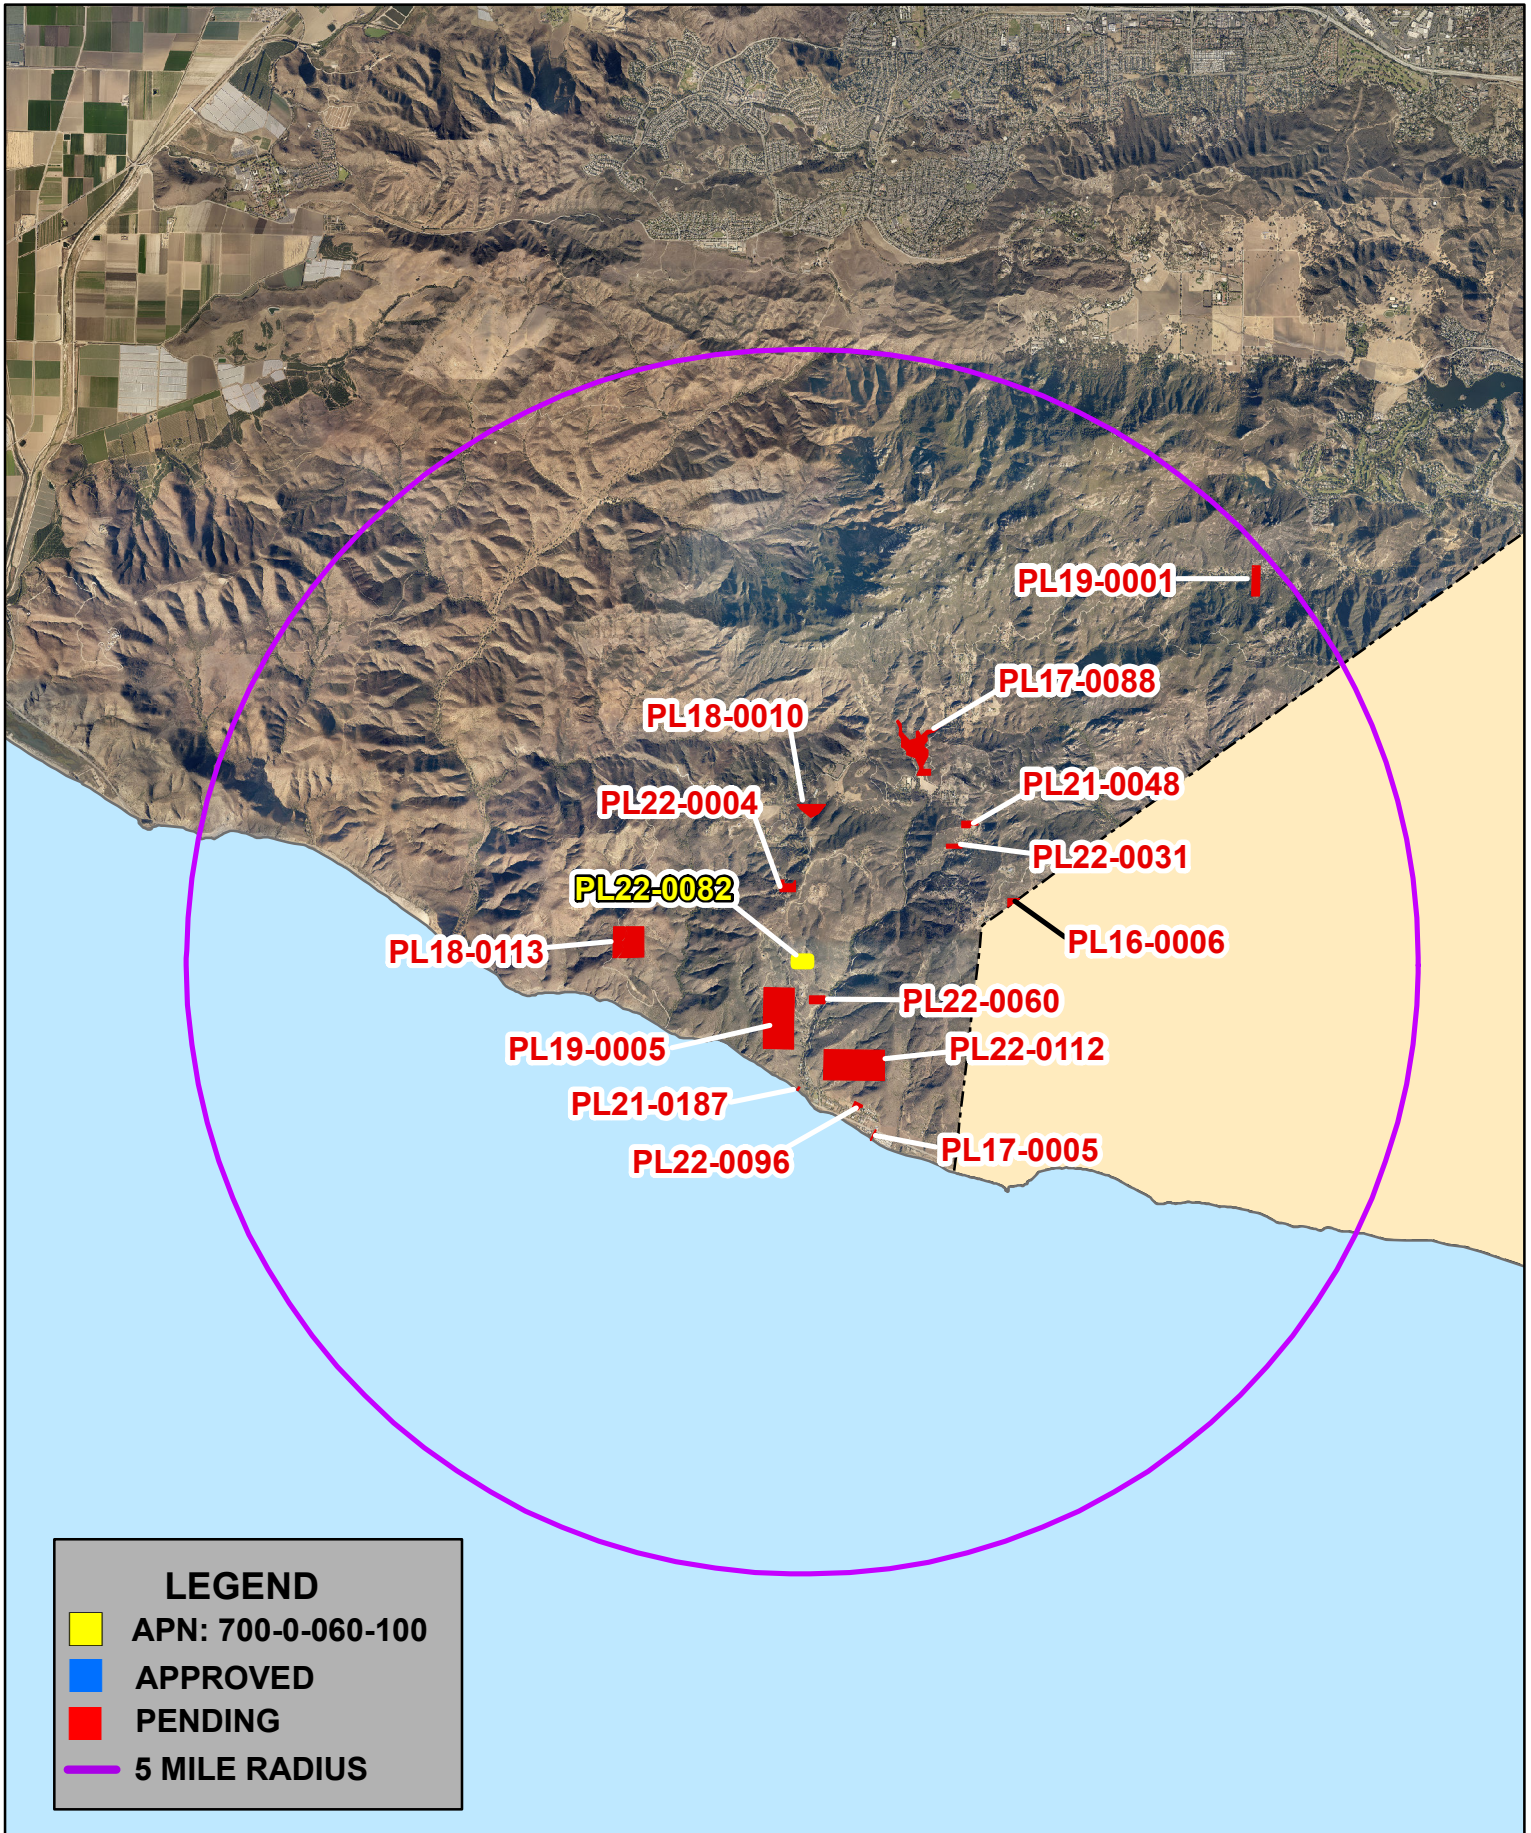 PL19-0001
PL17-0088
PL18-0010
PL21-0048
PL22-0004
PL22-0031
PL22-0082
PL16-0006
PL18-0113
PL22-0060
PL19-0005
PL22-0112
PL21-0187
PL17-0005
PL22-0096
LEGEND
APN: 700-0-060-100
APPROVED
PENDING
5 MILE RADIUS